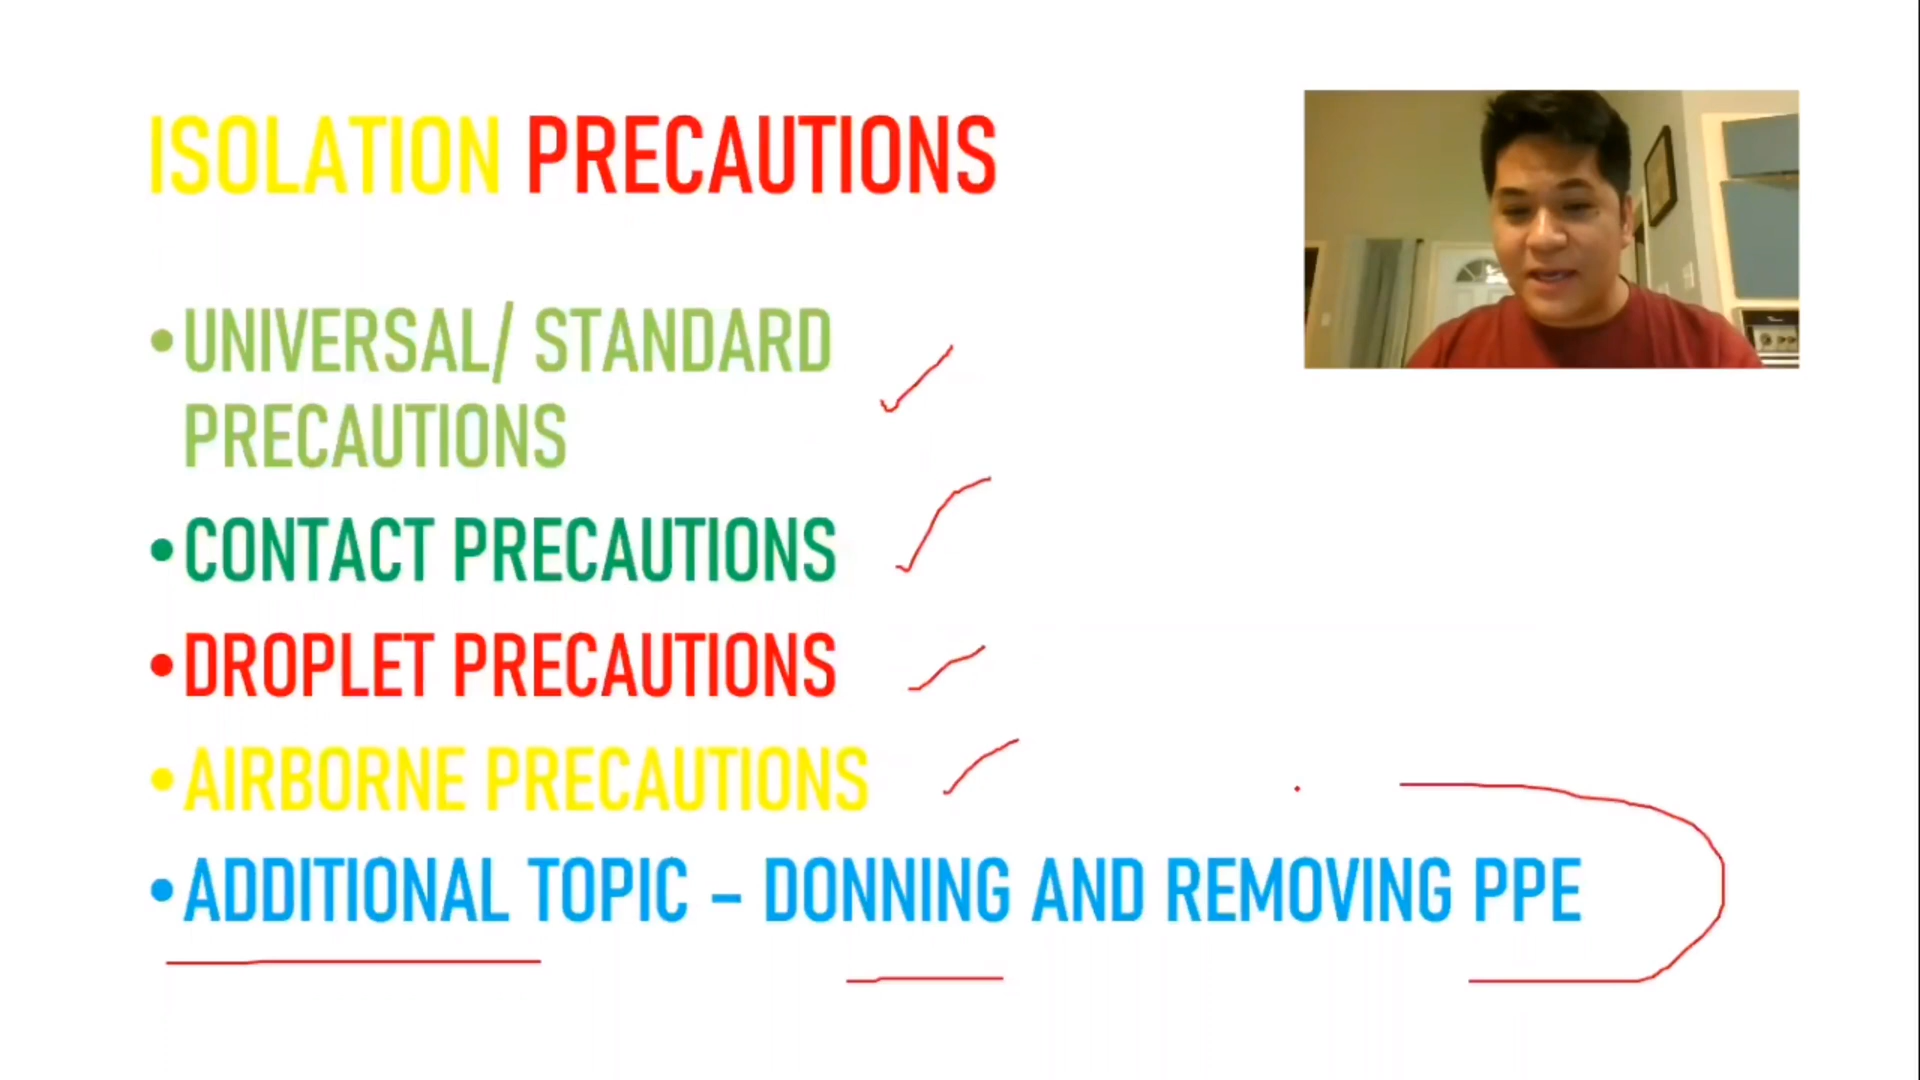 ISOLATION PRECAUTIONS
•UNIVERSAL/ STANDARD
PRECAUTIONS
•CONTACT PRECAUTIONS
•DROPLET PRECAUTIONS
•AIRBORNE PRECAUTIONS
•ADDITIONAL TOPIC – DONNING AND REMOVING PPE